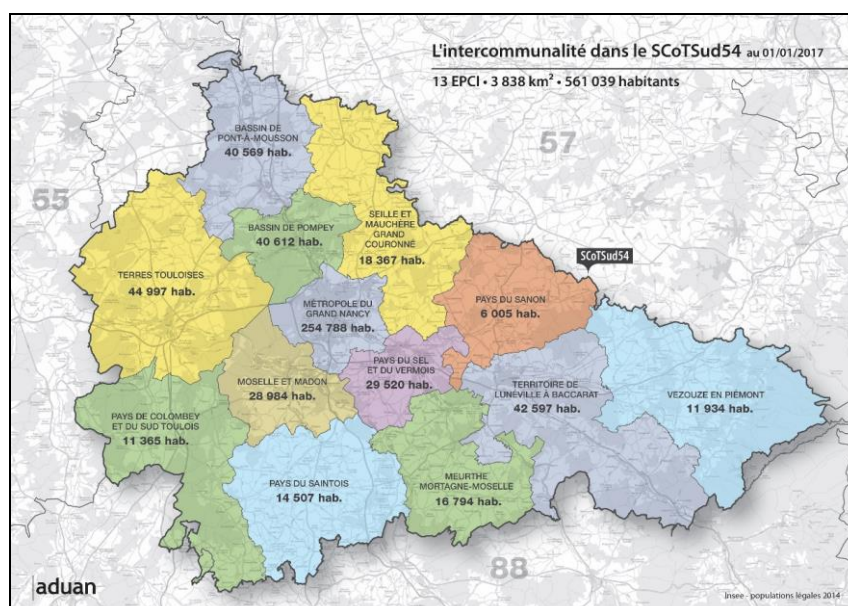 L'intercommunalité dans le SCoTSud54 au 01/01/2017
13 EPCI • 3 838 km² • 561 039 habitants
BASSIN DE
PONT-À-MOUSSON
40 569 hab.
57
55
BASSIN DE POMPEY
40 612 hab.
SEILLE ET
MAUCHÈRE
GRAND
COURONNÉ
18 367 hab.
SCoTSud54
TERRES TOULOISES
44 997 hab.
MÉTROPOLE DU
GRAND NANCY
254 788 hab.
PAYS DU SANON
6 005 hab.
PAYS DU SEL
ET DU VERMOIS
29 520 hab.
MOSELLE ET MADON
28 984 hab.
TERRITOIRE DE
LUNÉVILLE À BACCARAT
42 597 hab.
VEZOUZE EN PIÉMONT
11 934 hab.
PAYS DE COLOMBEY
ET DU SUD TOULOIS
11 365 hab.
PAYS DU SAINTOIS
14 507 hab.
MEURTHE
MORTAGNE-MOSELLE
16 794 hab.
88
aduan
Insee - populations légales 2014